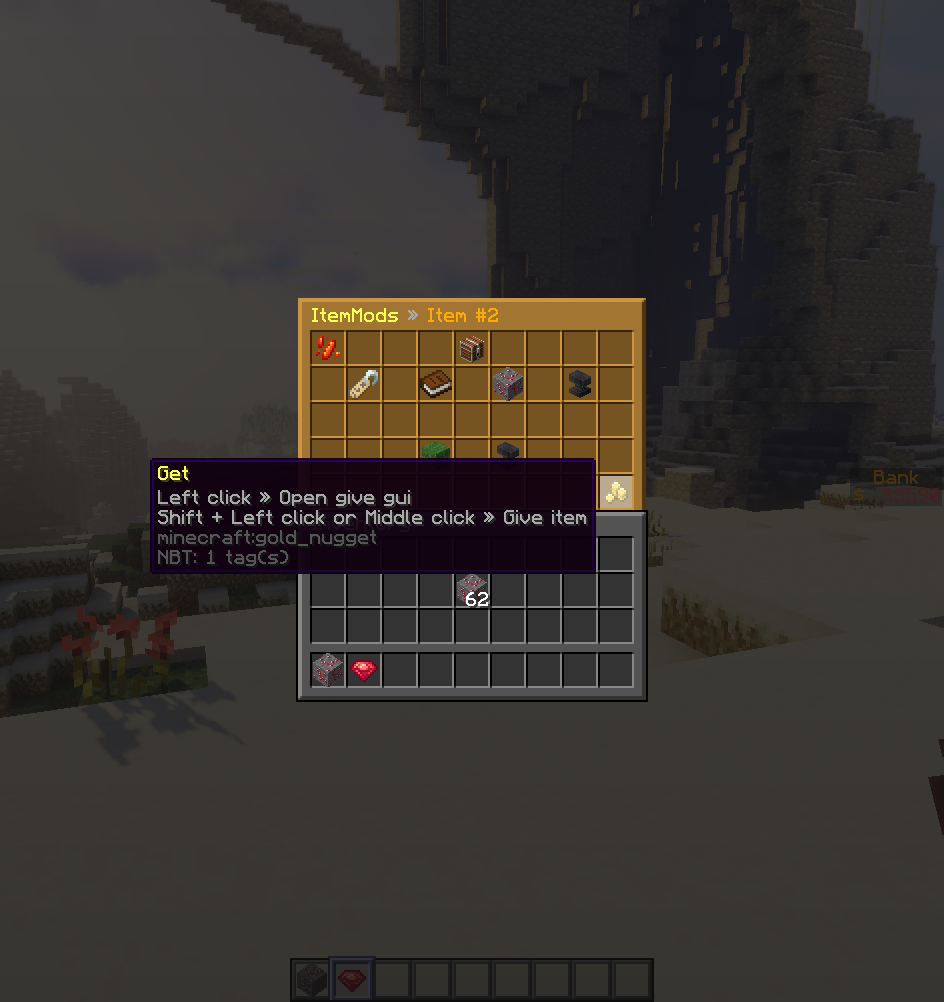 ItemMods » Item #2
Get
Left click » Open give gui
Shift + Left click or Middle click » Give item
minecraft:gold_nugget
NBT: 1 tag(s)
Bank
$
62